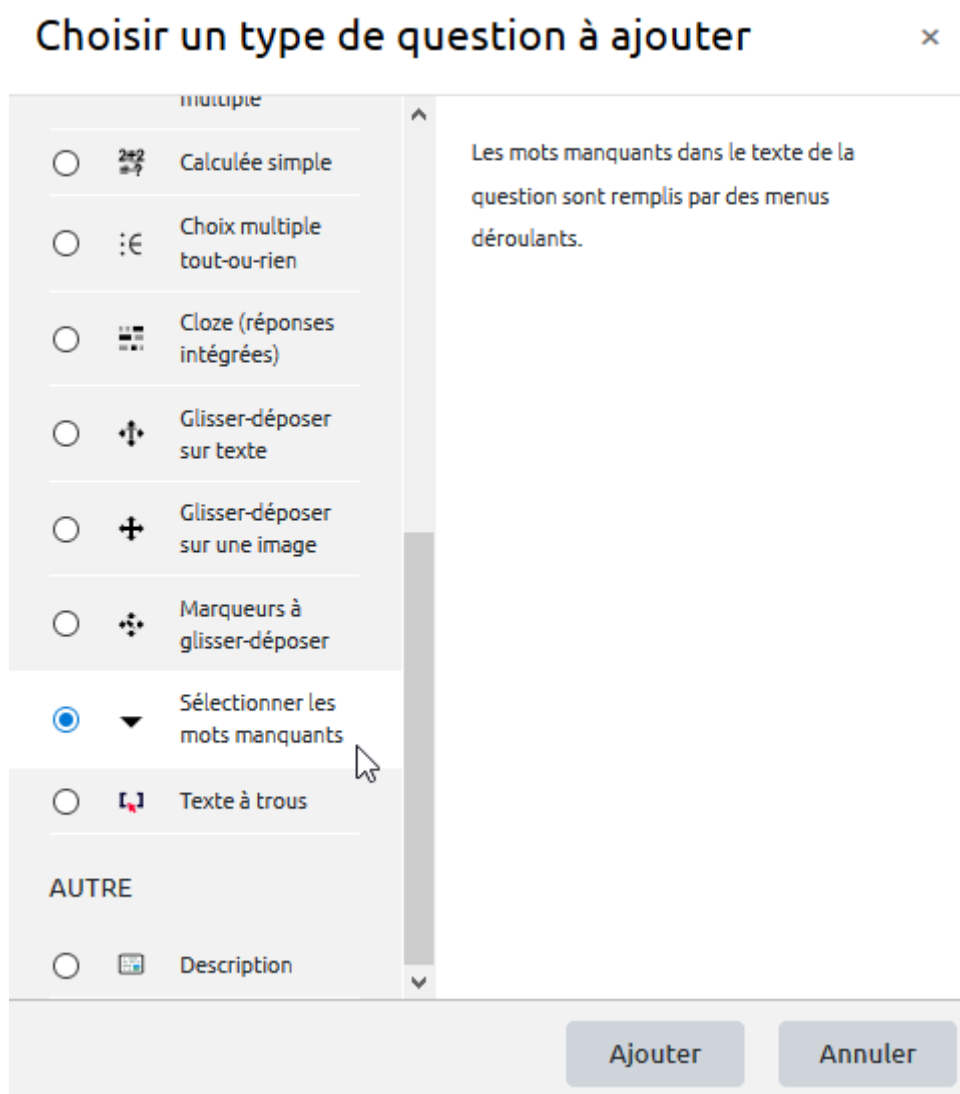 Choisir un type de question à ajouter
×
multiple
2+2
=?
Calculée simple
Choix multiple
tout-ou-rien
Cloze (réponses
intégrées)
Glisser-déposer
sur texte
Glisser-déposer
sur une image
Marqueurs à
glisser-déposer
Sélectionner les
mots manquants
Texte à trous
AUTRE
Description
Les mots manquants dans le texte de la
question sont remplis par des menus
déroulants.
Ajouter
Annuler